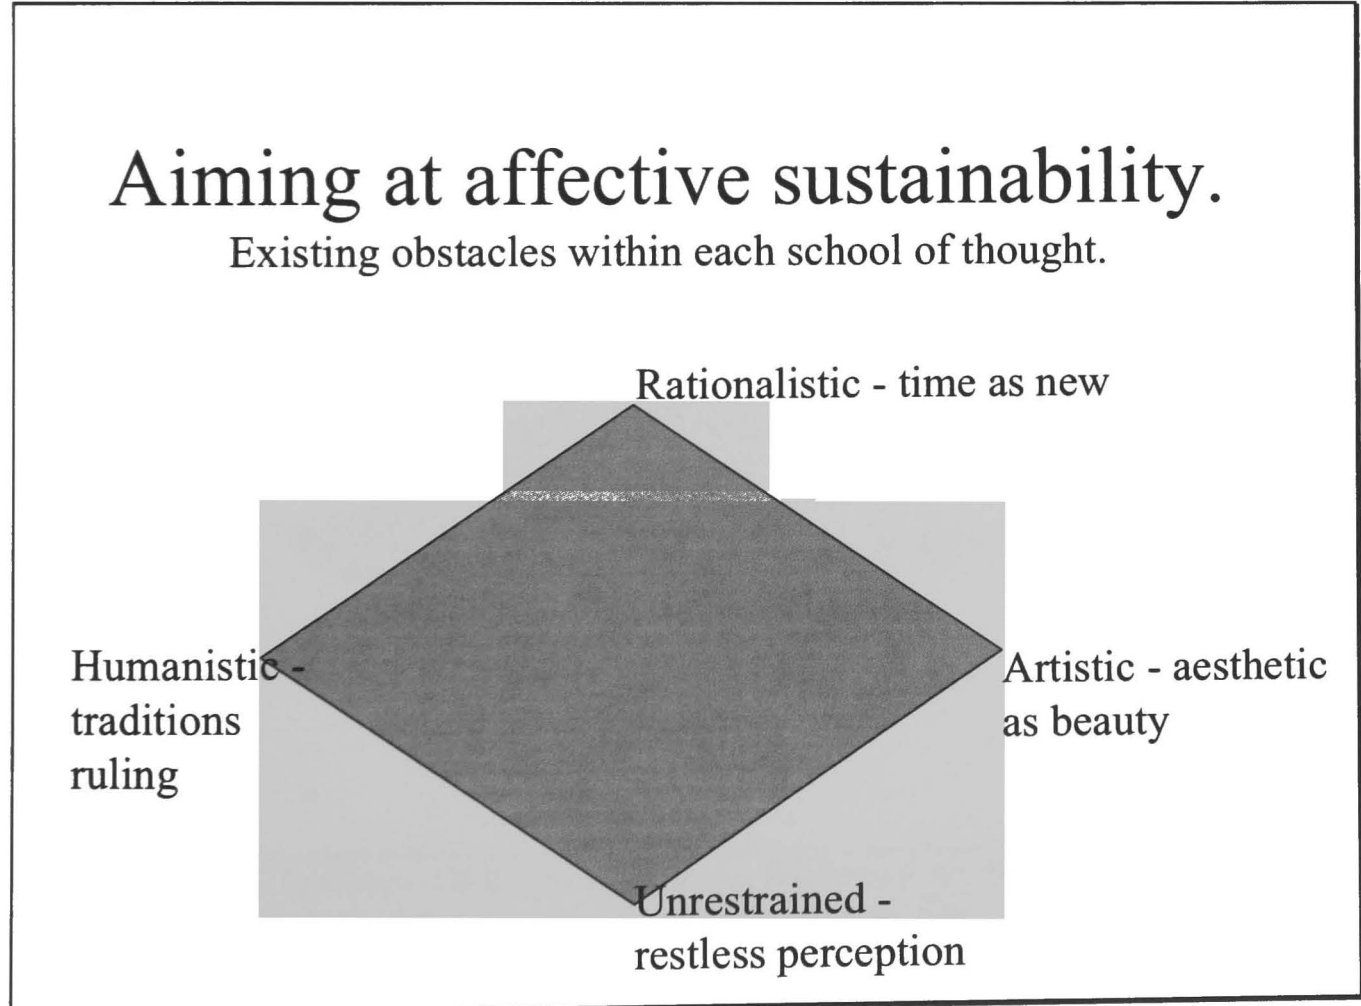 Aiming at affective sustainability.
Existing obstacles within each school of thought.
Rationalistic - time as new
Humanistic -
traditions
ruling
Artistic - aesthetic
as beauty
Unrestrained -
restless perception